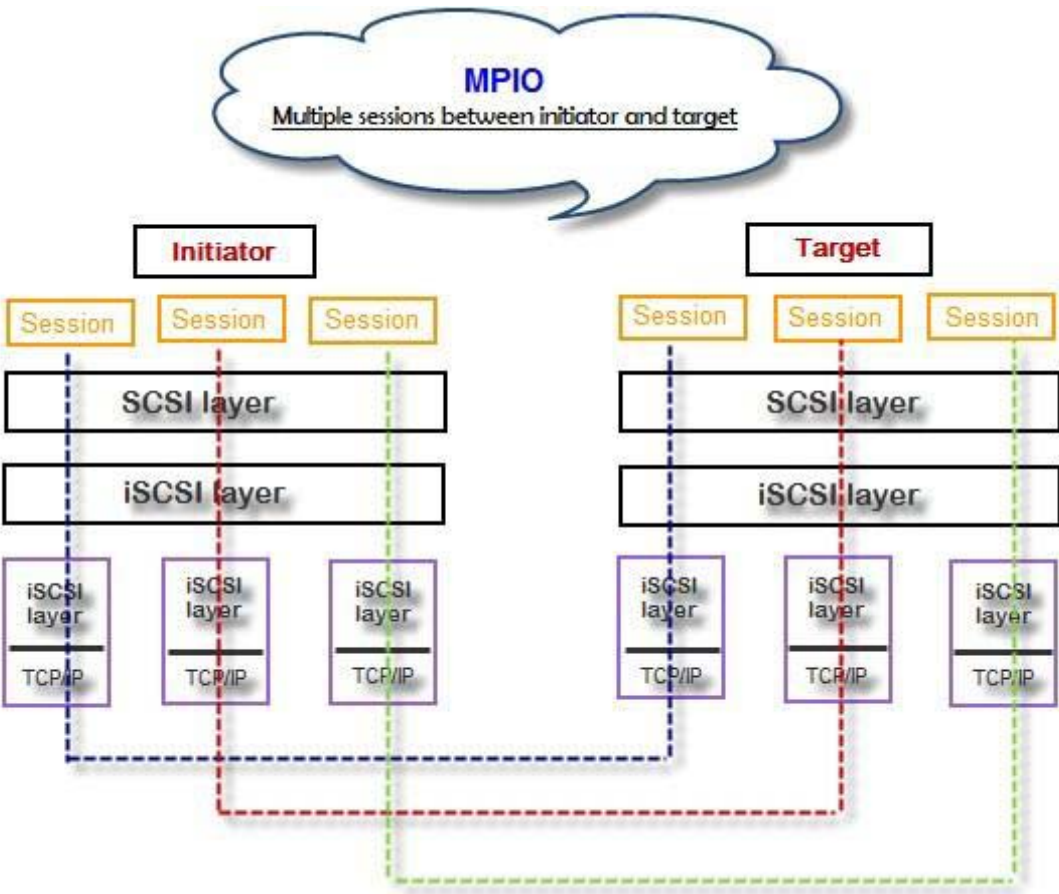 MPIO
Multiple sessions between initiator and target
Initiator
Target
Session
Session
Session
Session
Session
Session
SCSI layer
SCSI layer
iSCSI layer
iSCSI layer
iSCSI
layer
TCP/IP
iSCSI
layer
TCP/IP
iSCSI
layer
TCP/IP
iSCSI
layer
TCP/IP
iSCSI
layer
TCP/IP
iSCSI
layer
TCP/IP